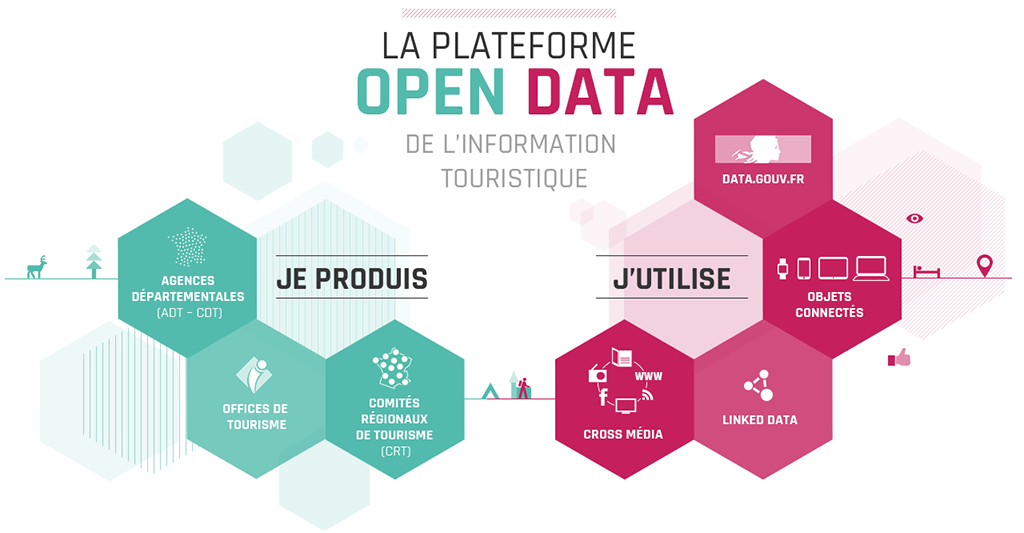 LA PLATEFORME
OPEN DATA
DE L'INFORMATION
TOURISTIQUE
JE PRODUIS
AGENCES
DÉPARTEMENTALES
(ADT – CDT)
OFFICES DE
TOURISME
COMITÉS
RÉGIONAUX
DE TOURISME
(CRT)
J'UTILISE
DATA.GOUV.FR
OBJETS
CONNECTÉS
WWW
f
CROSS MÉDIA
LINKED DATA